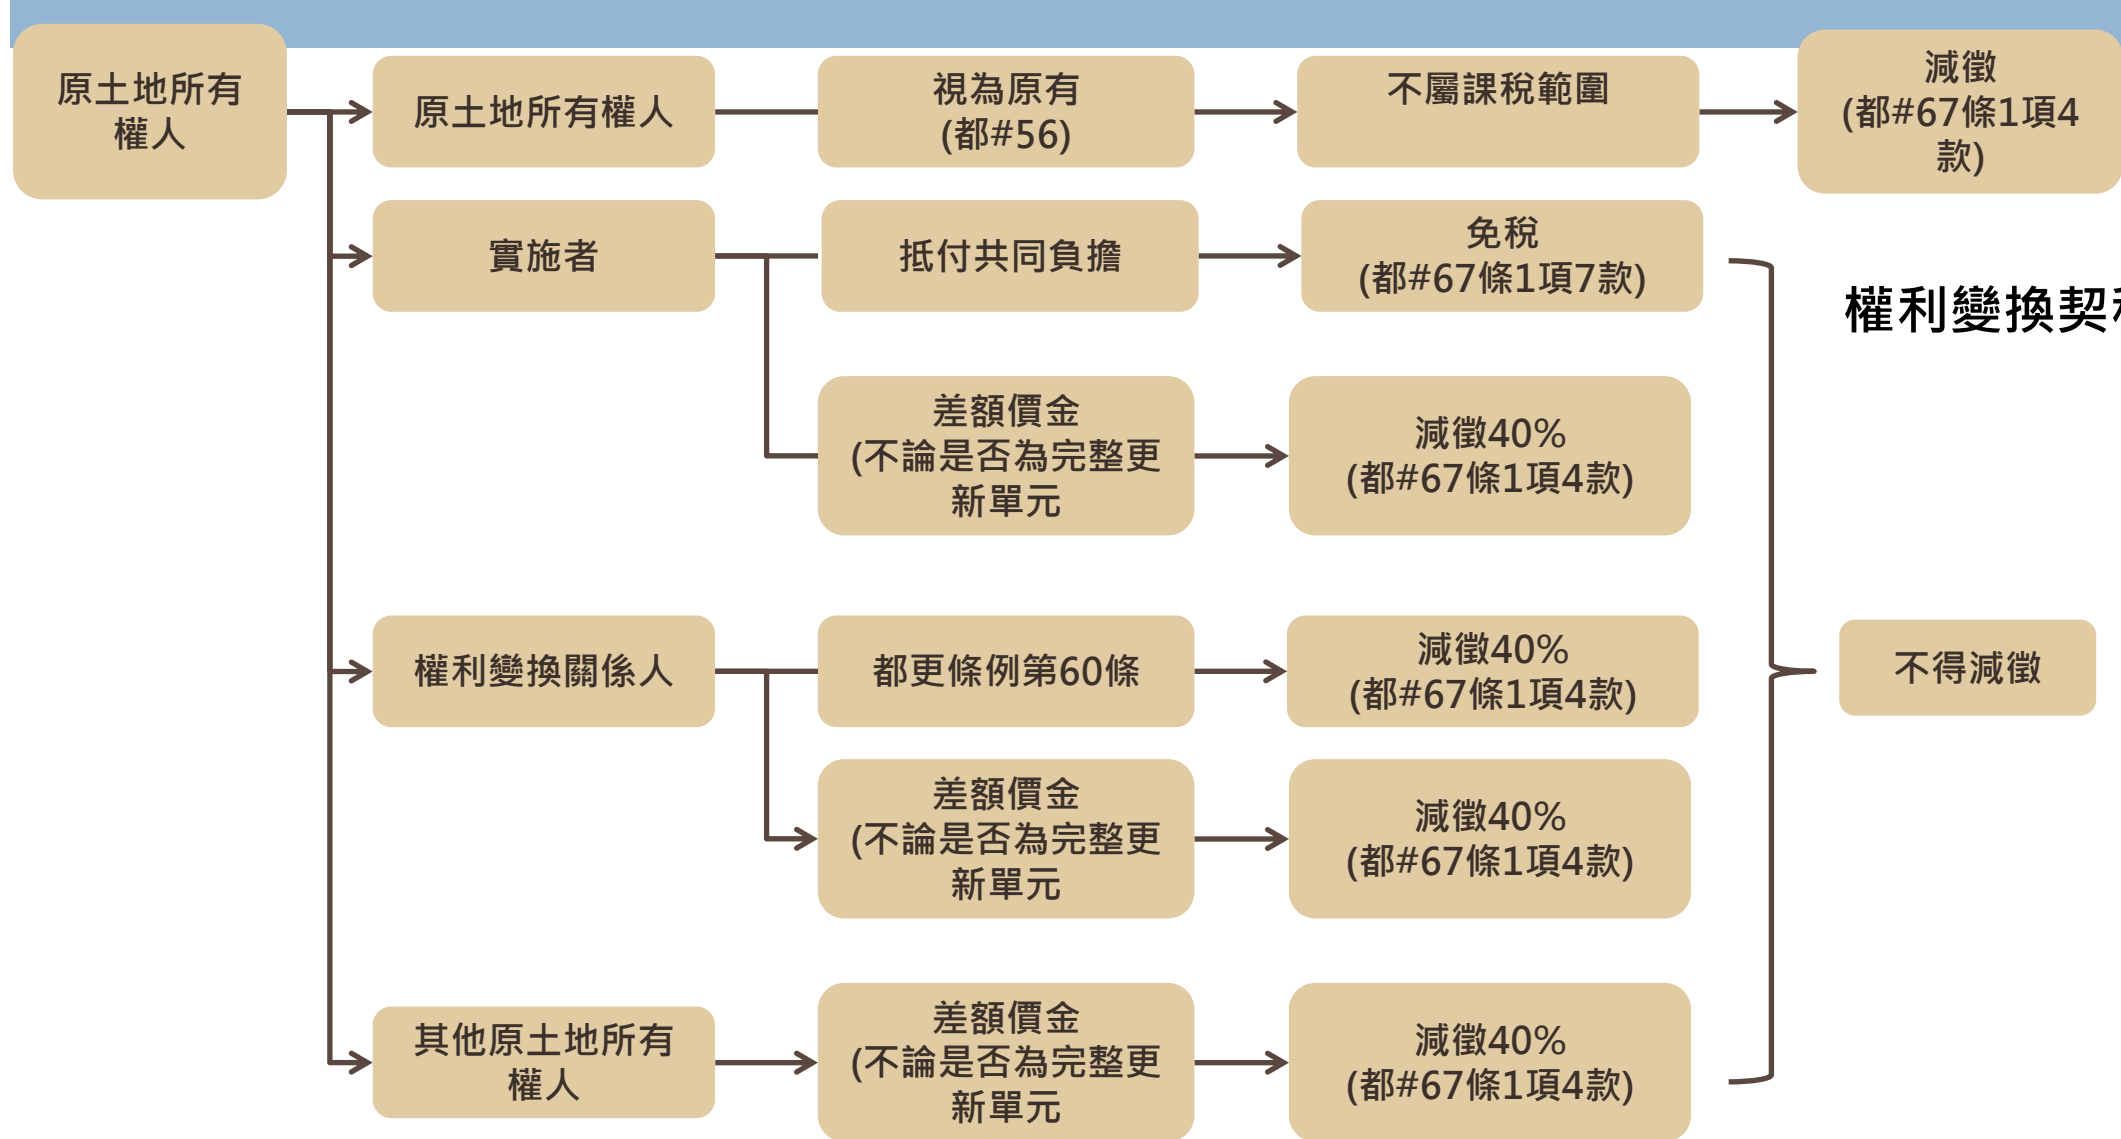 原土地所有
權人
原土地所有權人
視為原有
(都#56)
不屬課稅範圍
減徵
(都#67條1項4
款)
實施者
抵付共同負擔
免稅
(都#67條1項7款)
權利變換契
差額價金
(不論是否為完整更
新單元
減徵40%
(都#67條1項4款)
權利變換關係人
都更條例第60條
減徵40%
(都#67條1項4款)
不得減徵
差額價金
(不論是否為完整更
新單元
減徵40%
(都#67條1項4款)
其他原土地所有
權人
差額價金
(不論是否為完整更
新單元
減徵40%
(都#67條1項4款)